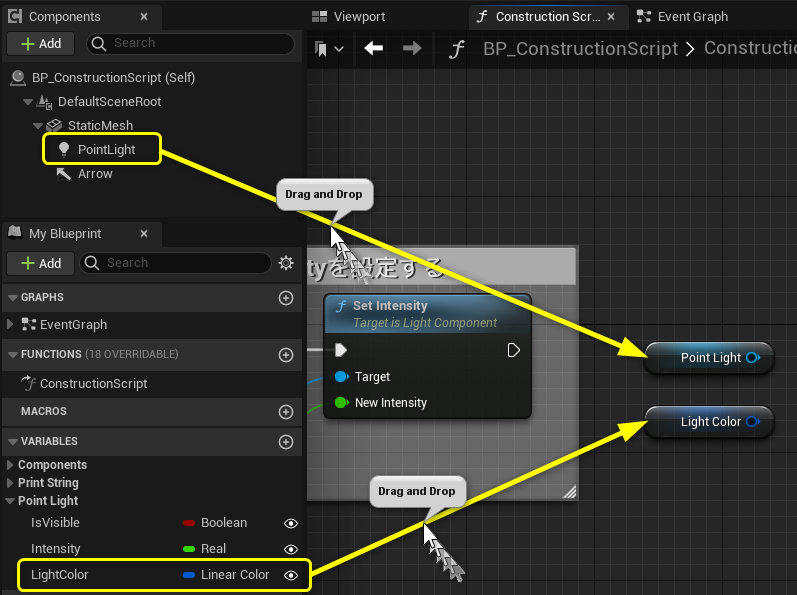 Components
Viewport
Construction Scr...
Event Graph
Add
Search
BP_ConstructionScript
BP_ConstructionScript (Self)
DefaultSceneRoot
StaticMesh
PointLight
Arrow
Drag and Drop
My Blueprint
Add
Search
GRAPHS
EventGraph
FUNCTIONS (18 OVERRIDABLE)
ConstructionScript
MACROS
VARIABLES
Components
Print String
Point Light
IsVisible Boolean
Intensity Real
LightColor Linear Color
tyを設定する
Set Intensity
Target is Light Component
Target
New Intensity
Point Light
Light Color
Drag and Drop